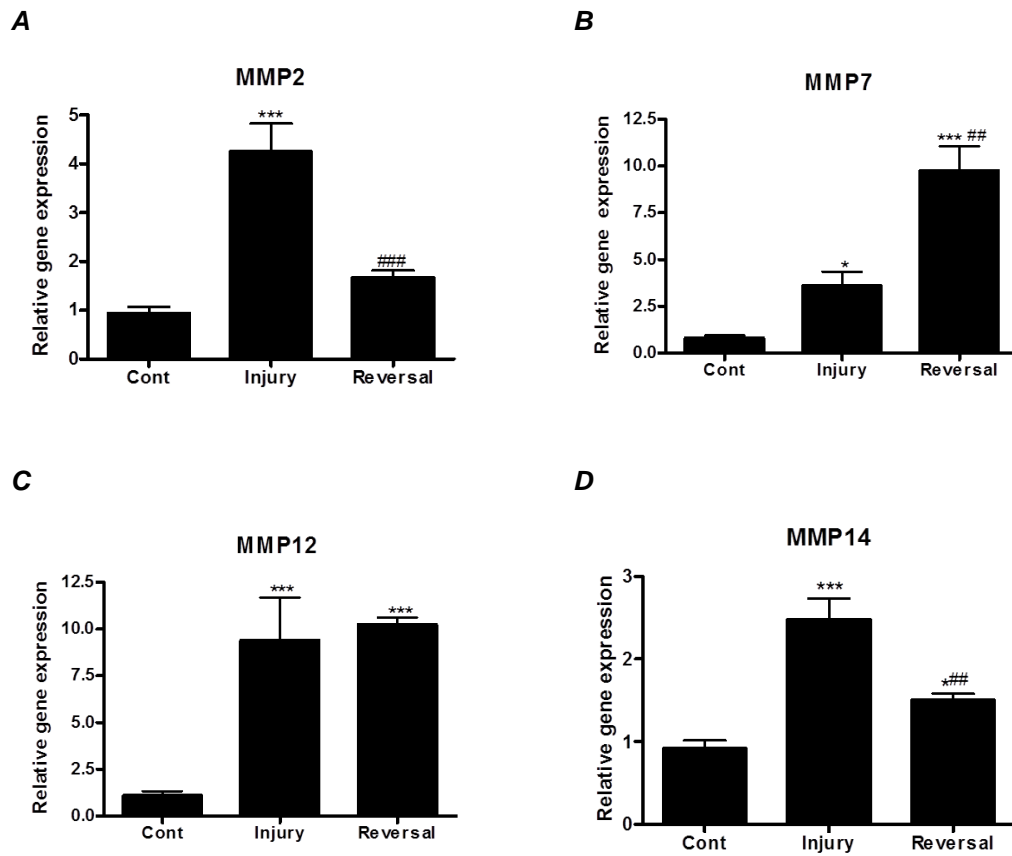 A
MMP2
Relative gene expression
5
4
3
2
1
0
***
###
Cont Injury Reversal
B
MMP7
Relative gene expression
12.5
10.0
7.5
5.0
2.5
0.0
*
*** ##
Cont Injury Reversal
C
MMP12
Relative gene expression
12.5
10.0
7.5
5.0
2.5
0.0
***
***
Cont Injury Reversal
D
MMP14
Relative gene expression
3
2
1
0
***
*##
Cont Injury Reversal